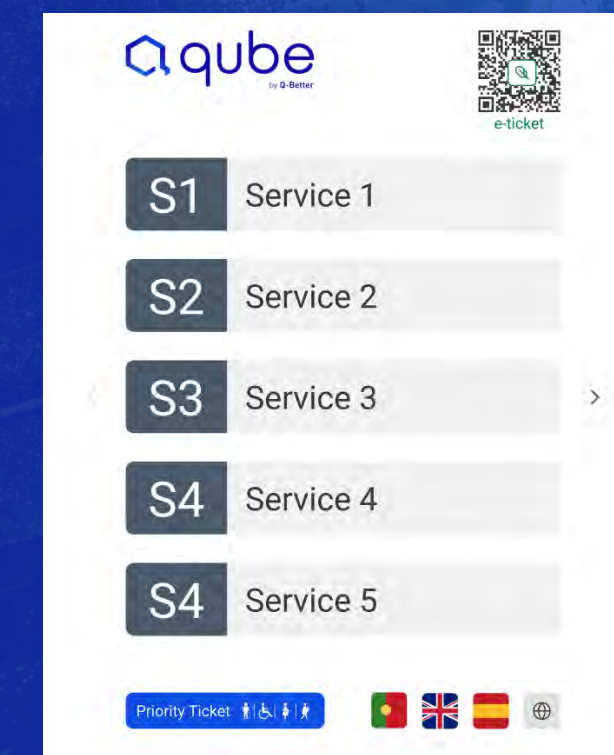 qube
by Q-Better
e-ticket
S1 Service 1
S2 Service 2
S3 Service 3
S4 Service 4
S4 Service 5
Priority Ticket